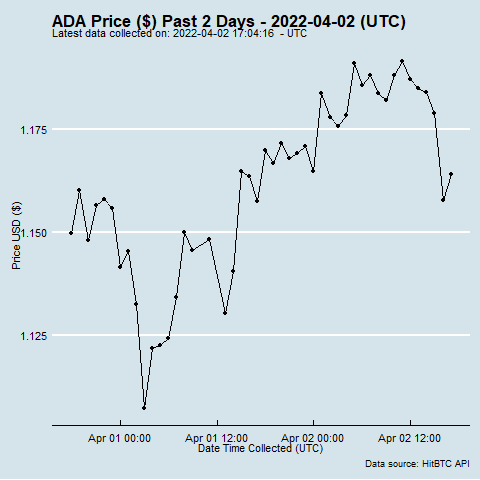 ADA Price ($) Past 2 Days - 2022-04-02 (UTC)
Latest data collected on: 2022-04-02 17:04:16  - UTC
1.175
1.150
1.125
Price USD ($)
Apr 01 00:00
Apr 01 12:00
Apr 02 00:00
Apr 02 12:00
Date Time Collected (UTC)
Data source: HitBTC API